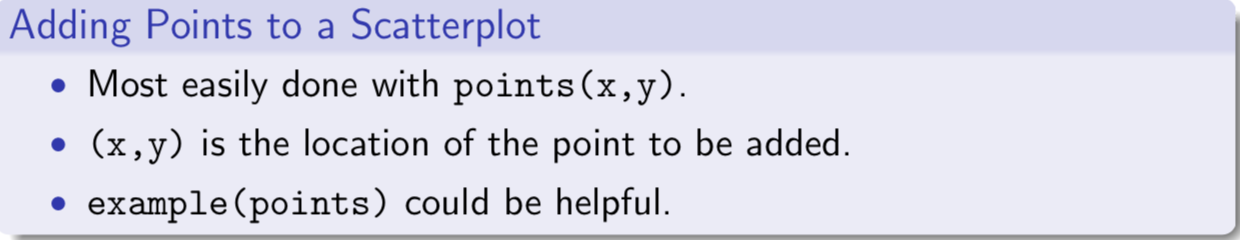 Adding Points to a Scatterplot
• Most easily done with points(x,y).
• (x,y) is the location of the point to be added.
• example(points) could be helpful.